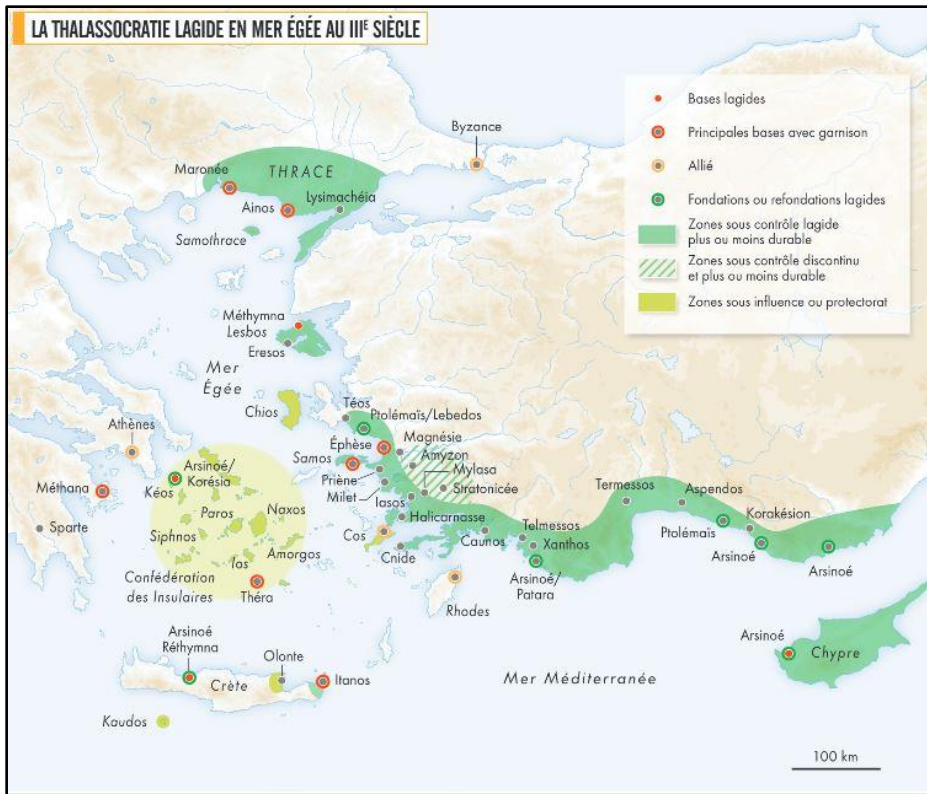 LA THALASSOCRATIE LAGIDE EN MER ÉGÉE AU IIIE SIÈCLE
Bases lagides
Principales bases avec garnison
Allié
Fondations ou refondations lagides
Zones sous contrôle lagide
plus ou moins durable
Zones sous contrôle discontinu
et plus ou moins durable
Zones sous influence ou protectorat
Byzance
Maronée
THRACE
Ainos
Lysimachéia
Samothrace
Méthymna
Lesbos
Eresos
Mer
Égée
Chios
Téos
Ptolémaïs/Lebedos
Athènes
Éphèse
Magnésie
Amyzon
Samos
Mylasa
Arsinoé/
Korésia
Priène
Stratonicée
Méthana
Kéos
Milet
Iasos
Termessos
Aspendos
Paros
Naxos
Halicarnasse
Telmessos
Korakésion
Sparte
Siphnos
Cos
Caunos
Xanthos
Ptolémaïs
Ios
Amorgos
Cnide
Arsinoé
Arsinoé
Confédération
des Insulaires
Théra
Rhodes
Arsinoé/
Patara
Arsinoé
Réthymna
Olonte
Arsinoé
Chypre
Crète
Itanos
Mer Méditerranée
Kaudos
100 km